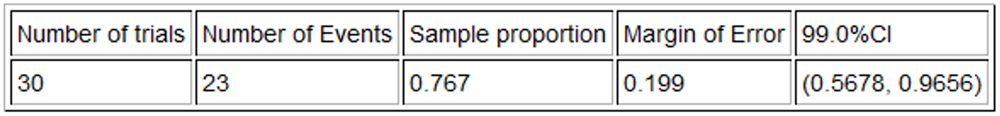 Number of trials Number of Events Sample proportion Margin of Error 99.0%CI
30 23 0.767 0.199 (0.5678, 0.9656)